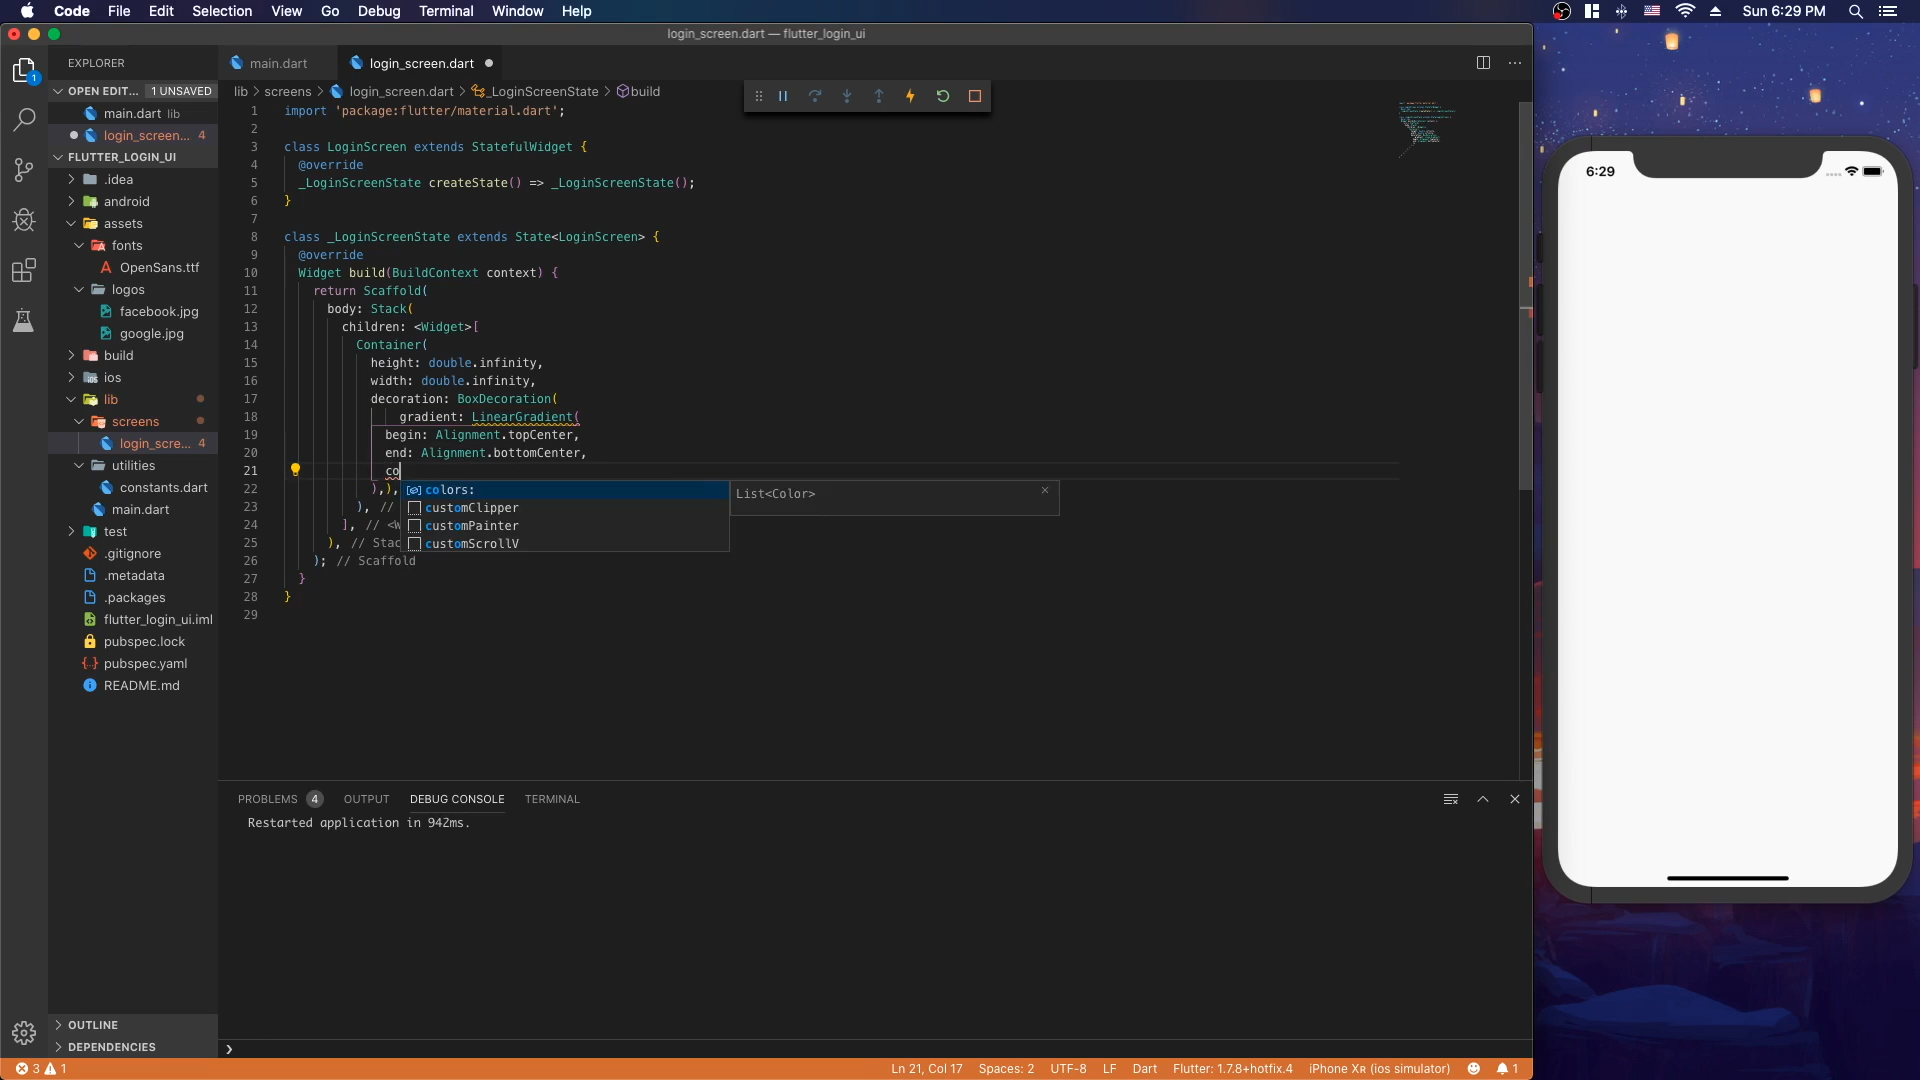 Code File Edit Selection View Go Debug Terminal Window Help
Sun 6:29 PM
login_screen.dart — flutter_login_ui
EXPLORER
OPEN EDIT... 1 UNSAVED
main.dart lib
login_screen... 4
FLUTTER_LOGIN_UI
.idea
android
assets
fonts
OpenSans.ttf
logos
facebook.jpg
google.jpg
build
ios
lib
screens
login_scre... 4
utilities
constants.dart
main.dart
test
.gitignore
.metadata
.packages
flutter_login_ui.iml
pubspec.lock
pubspec.yaml
README.md
OUTLINE
DEPENDENCIES
1
main.dart login_screen.dart
lib > screens > login_screen.dart > _LoginScreenState > build
1 import 'package:flutter/material.dart';
2
3 class LoginScreen extends StatefulWidget {
4 @override
5 _LoginScreenState createState() => _LoginScreenState();
6 }
7
8 class _LoginScreenState extends State<LoginScreen> {
9 @override
10 Widget build(BuildContext context) {
11 return Scaffold(
12 body: Stack(
13 children: <Widget>[
14 Container(
15 height: double.infinity,
16 width: double.infinity,
17 decoration: BoxDecoration(
18 gradient: LinearGradient(
19 begin: Alignment.topCenter,
20 end: Alignment.bottomCenter,
21 co
22 ),),
23 ), //
24 ], // <W
25 ), // Stac
26 ); // Scaffold
27 }
28 }
29
colors:
customClipper
customPainter
customScrollV
List<Color>
PROBLEMS 4 OUTPUT DEBUG CONSOLE TERMINAL
Restarted application in 942ms.
3 1
Ln 21, Col 17 Spaces: 2 UTF-8 LF Dart Flutter: 1.7.8+hotfix.4 iPhone XR (ios simulator) 1
6:29